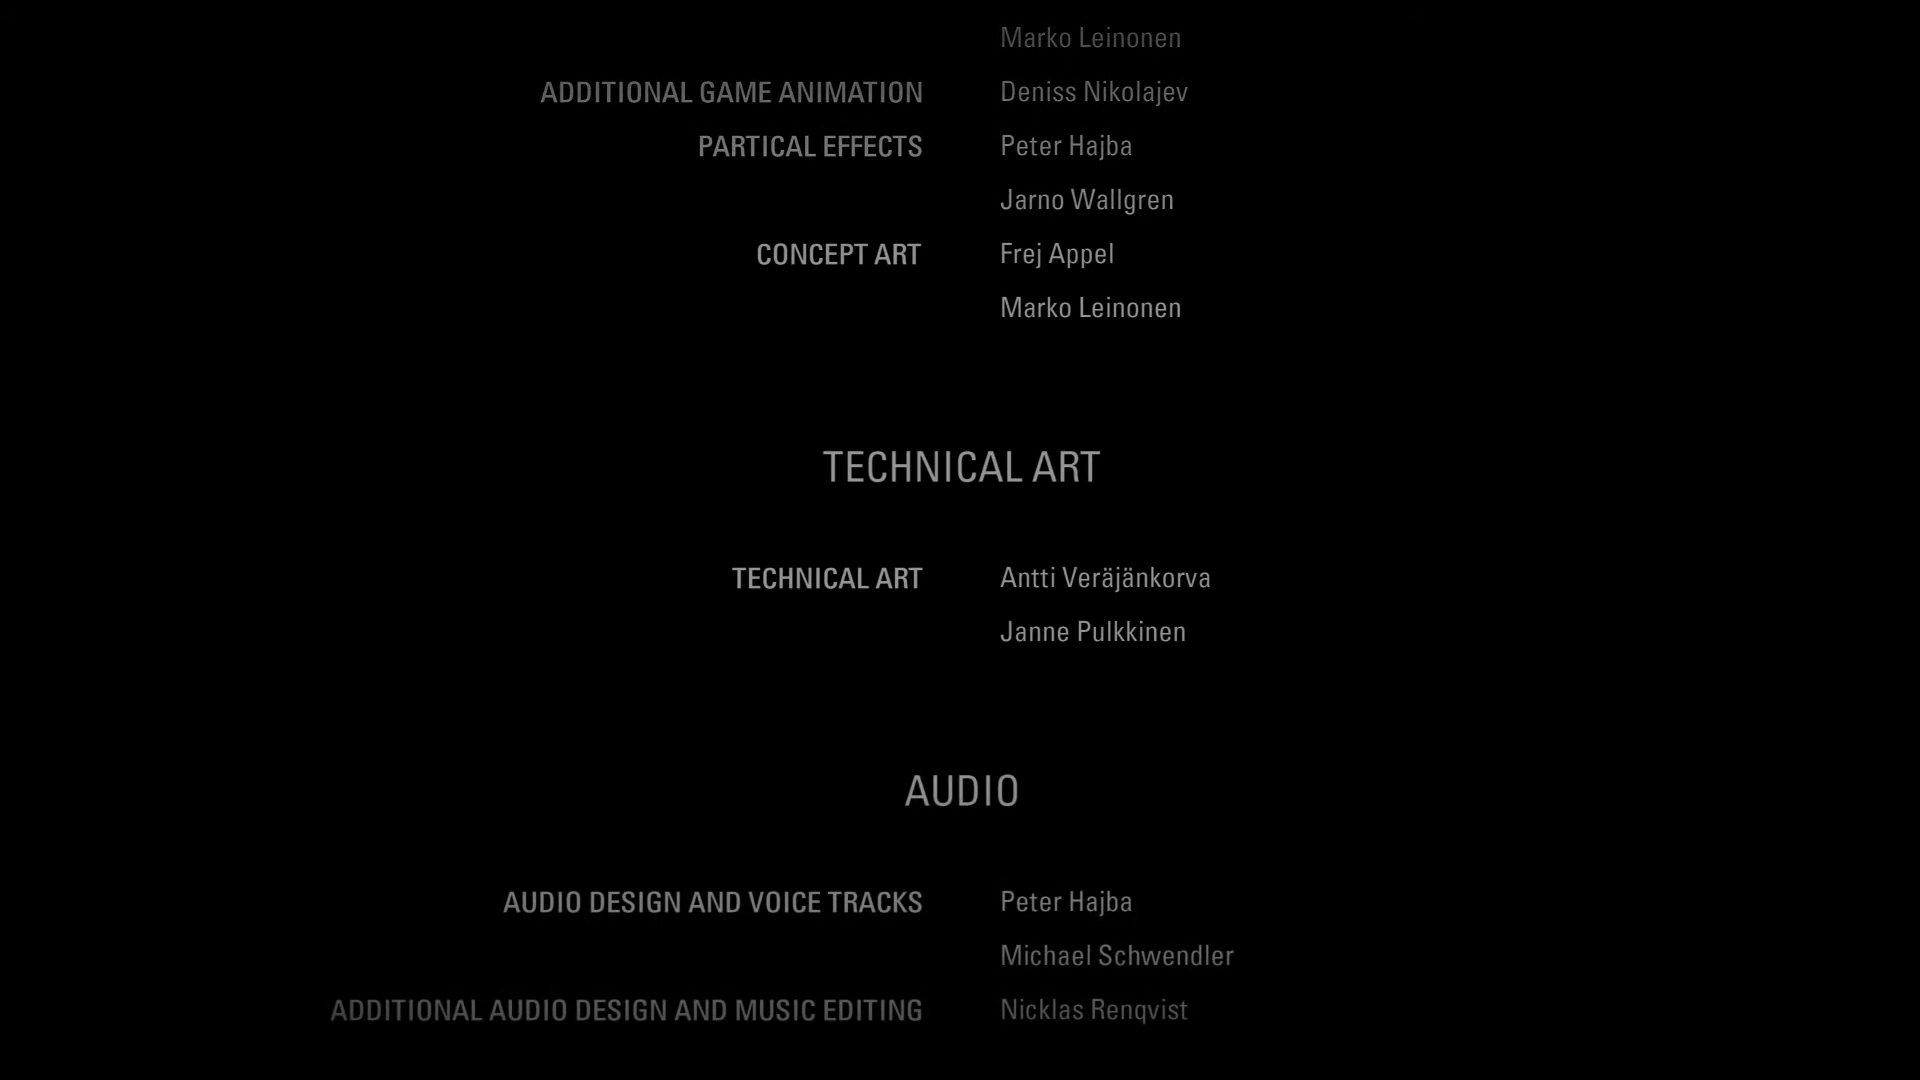 Marko Leinonen
ADDITIONAL GAME ANIMATION Deniss Nikolajev
PARTICAL EFFECTS Peter Hajba
Jarno Wallgren
CONCEPT ART Frej Appel
Marko Leinonen
TECHNICAL ART
TECHNICAL ART Antti Veräjänkorva
Janne Pulkkinen
AUDIO
AUDIO DESIGN AND VOICE TRACKS Peter Hajba
Michael Schwendler
ADDITIONAL AUDIO DESIGN AND MUSIC EDITING Nicklas Renqvist